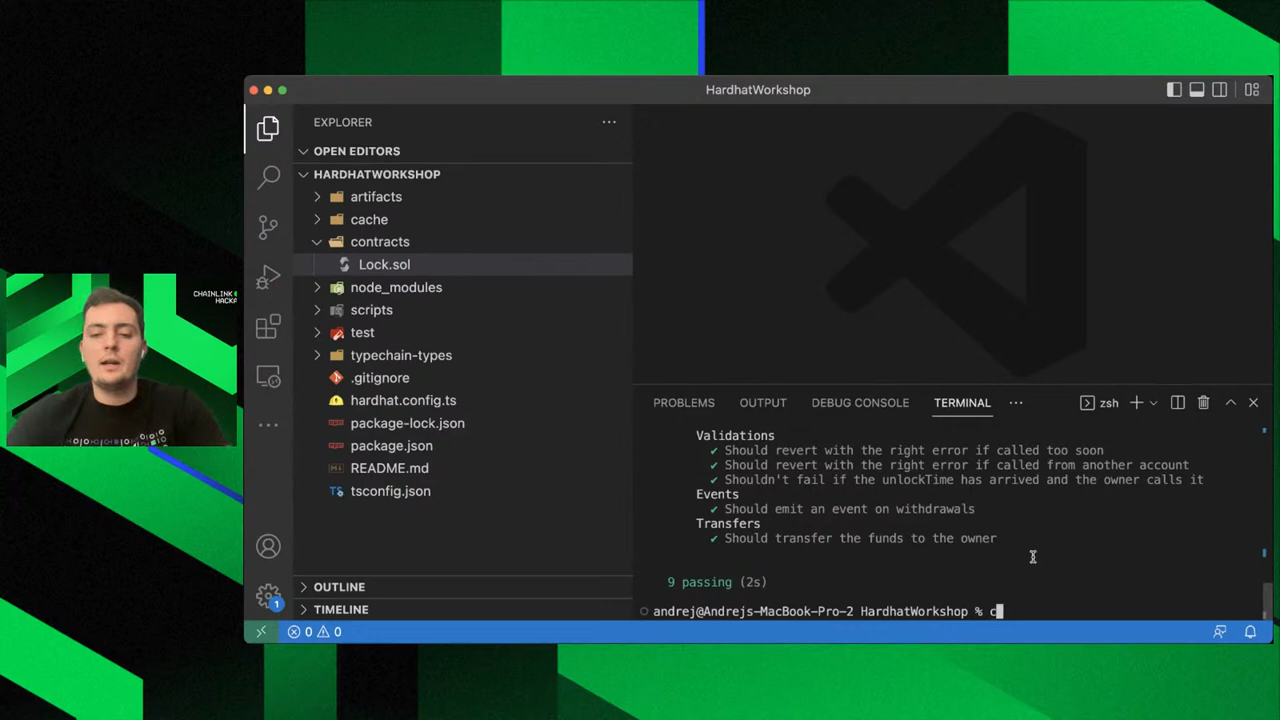 HardhatWorkshop
EXPLORER
OPEN EDITORS
HARDHATWORKSHOP
artifacts
cache
contracts
Lock.sol
node_modules
scripts
test
typechain-types
.gitignore
hardhat.config.ts
package-lock.json
package.json
README.md
TS tsconfig.json
OUTLINE
TIMELINE
1
0 0
PROBLEMS OUTPUT DEBUG CONSOLE TERMINAL zsh
Validations
✔ Should revert with the right error if called too soon
✔ Should revert with the right error if called from another account
✔ Shouldn't fail if the unlockTime has arrived and the owner calls it
Events
✔ Should emit an event on withdrawals
Transfers
✔ Should transfer the funds to the owner
9 passing (2s)
andrej@Andrejs-MacBook-Pro-2 HardhatWorkshop % c
CHAINLINK
HACKA